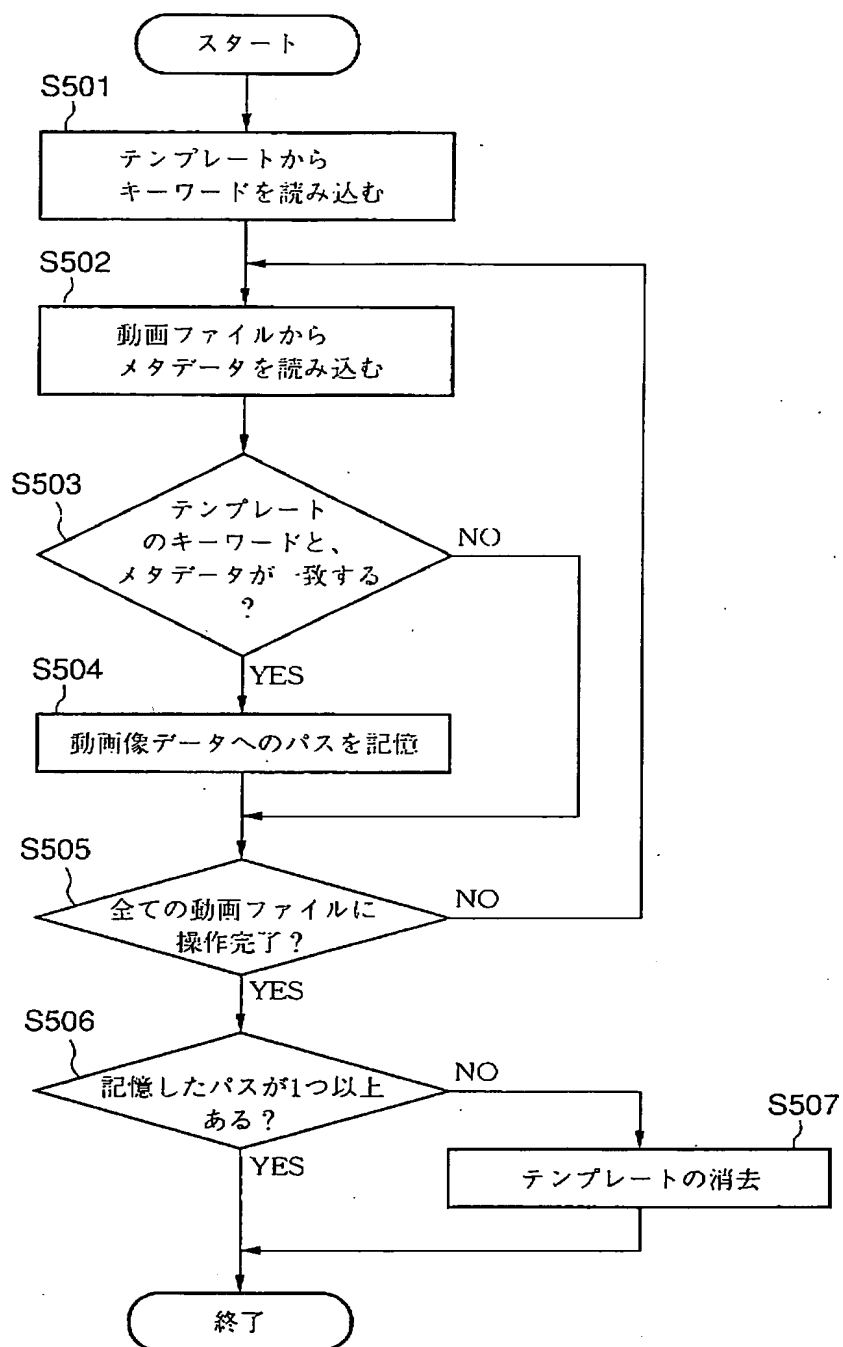 スタート
S501
テンプレートから
キーワードを読み込む
S502
動画ファイルから
メタデータを読み込む
S503
テンプレート
のキーワードと、
メタデータが一致する
?
NO
YES
S504
動画像データへのパスを記憶
S505
全ての動画ファイルに
操作完了?
NO
YES
S506
記憶したパスが1つ以上
ある?
NO
S507
YES
テンプレートの消去
終了